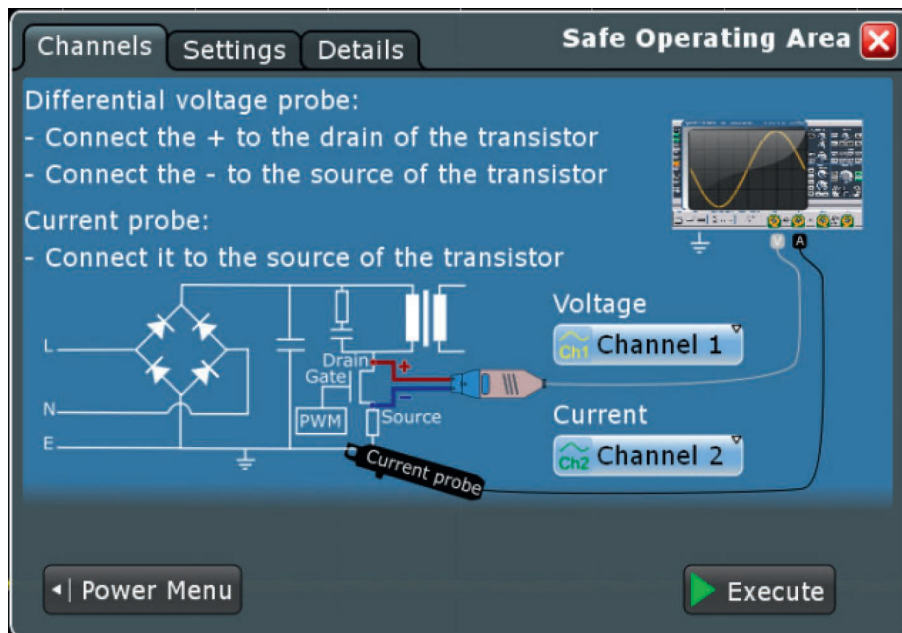 Channels
Settings
Details
Safe Operating Area
Differential voltage probe:
- Connect the + to the drain of the transistor
- Connect the - to the source of the transistor
Current probe:
- Connect it to the source of the transistor
V A
Voltage
Ch1 Channel 1
L
Drain +
Gate
N
PWM
Source
-
Current
E
Ch2 Channel 2
Current probe
Power Menu
Execute